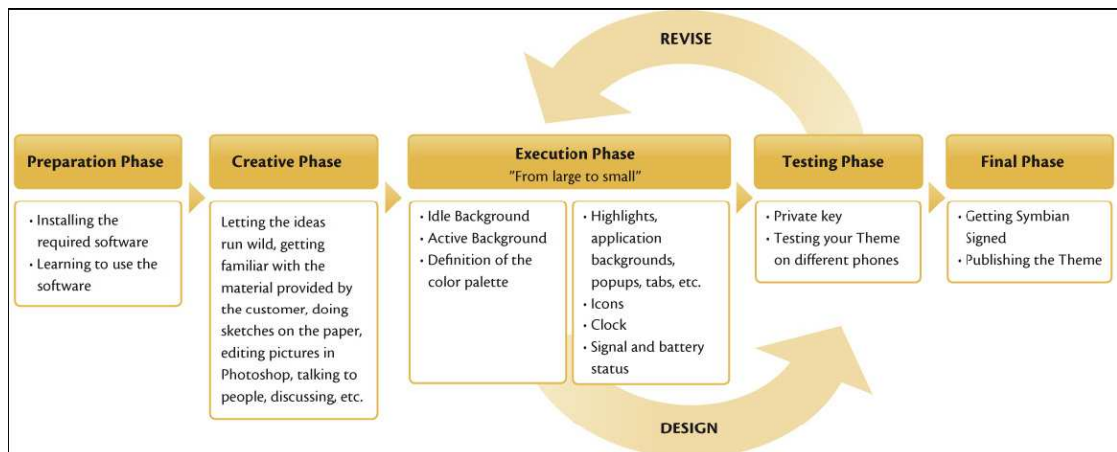 REVISE
Preparation Phase
• Installing the
required software
• Learning to use the
software
Creative Phase
Letting the ideas
run wild, getting
familiar with the
material provided by
the customer, doing
sketches on the paper,
editing pictures in
Photoshop, talking to
people, discussing, etc.
Execution Phase
"From large to small"
• Idle Background
• Active Background
• Definition of the
color palette
• Highlights,
application
backgrounds,
popups, tabs, etc.
• Icons
• Clock
• Signal and battery
status
Testing Phase
• Private key
• Testing your Theme
on different phones
Final Phase
• Getting Symbian
Signed
• Publishing the Theme
DESIGN